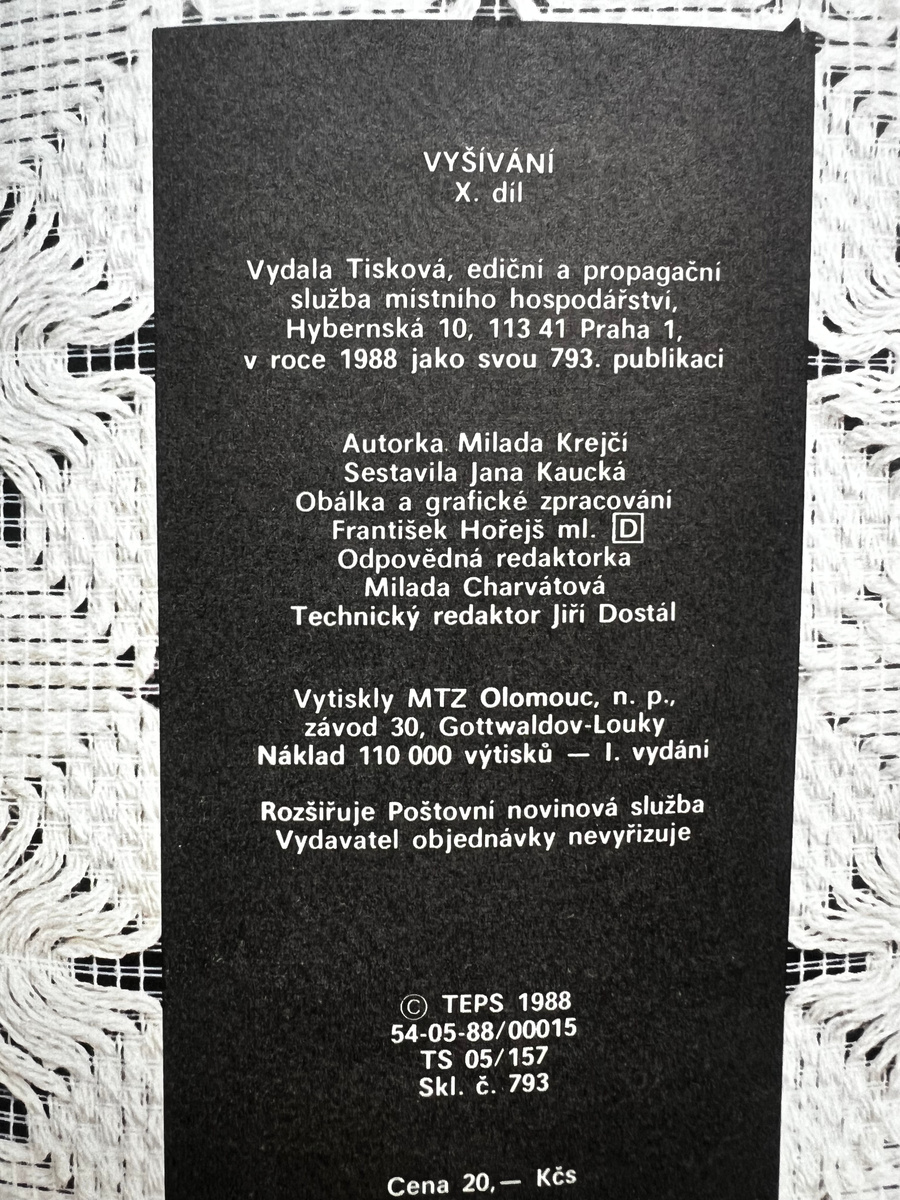 VYŠÍVÁNÍ
X. díl
Vydala Tisková, ediční a propagační
služba místního hospodářství,
Hybernská 10, 113 41 Praha 1,
v roce 1988 jako svou 793. publikaci
Autorka Milada Krejčí
Sestavila Jana Kaucká
Obálka a grafické zpracování
František Hořejš ml. D
Odpovědná redaktorka
Milada Charvátová
Technický redaktor Jiří Dostál
Vytiskly MTZ Olomouc, n. p.,
závod 30, Gottwaldov-Louky
Náklad 110 000 výtisků — I. vydání
Rozšiřuje Poštovní novinová služba
Vydavatel objednávky nevyřizuje
© TEPS 1988
54-05-88/00015
TS 05/157
Skl. č. 793
Cena 20,— Kčs